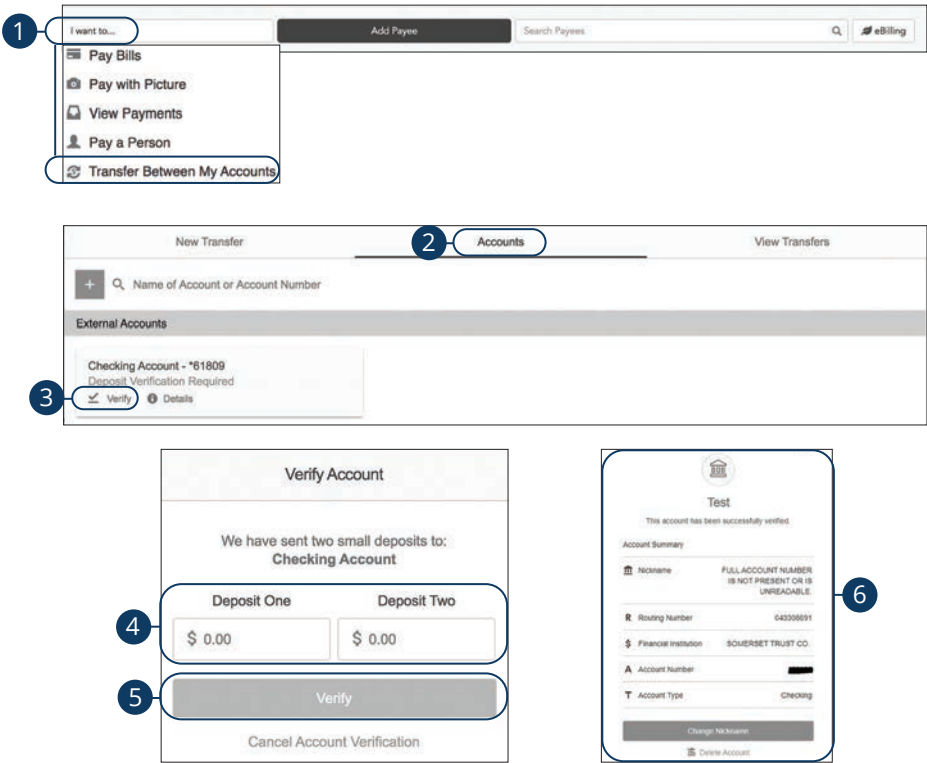 1
I want to...
Add Payee
Search Payees
eBilling
Pay Bills
Pay with Picture
View Payments
Pay a Person
Transfer Between My Accounts
New Transfer
2
Accounts
View Transfers
+
Name of Account or Account Number
External Accounts
Checking Account - *61809
Deposit Verification Required
3
Verify
Details
Verify Account
We have sent two small deposits to:
Checking Account
Deposit One
Deposit Two
4
$ 0.00
$ 0.00
5
Verify
Cancel Account Verification
Test
This account has been successfully verified.
Account Summary
Nickname
FULL ACCOUNT NUMBER
IS NOT PRESENT OR IS
UNREADABLE.
6
R Routing Number
043306691
$ Financial Institution
SOMERSET TRUST CO.
A Account Number
T Account Type
Checking
Change Nickname
Delete Account